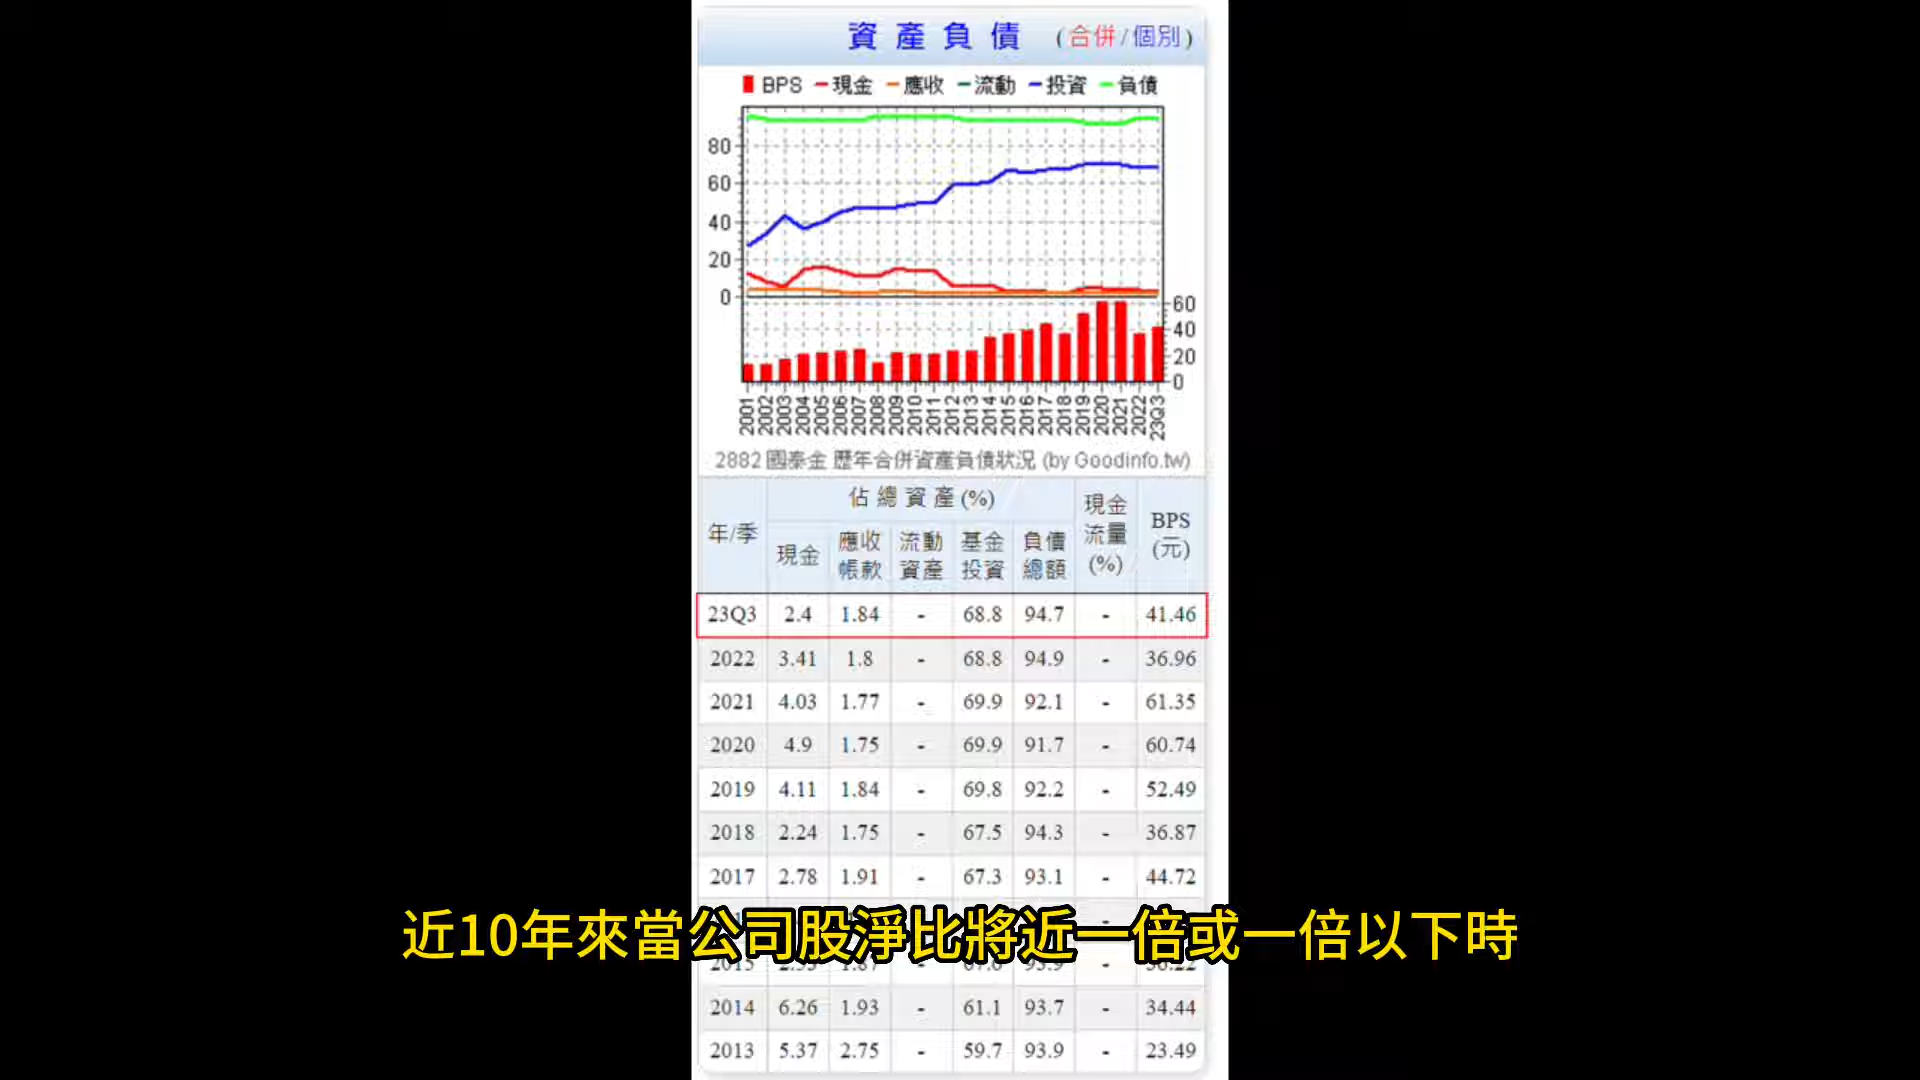 資產負債 (合併/個別)
BPS 現金 應收 流動 投資 負債
80
60
40
20
0
60
40
20
0
2001 2002 2003 2004 2005 2006 2007 2008 2009 2010 2011 2012 2013 2014 2015 2016 2017 2018 2019 2020 2021 2022 23Q3
2882 國泰金 歷年合併資產負債狀況 (by Goodinfo.tw)
年/季 佔總資產(%) 現金流量(%) BPS(元)
現金 應收帳款 流動資產 基金投資 負債總額
23Q3 2.4 1.84 - 68.8 94.7 - 41.46
2022 3.41 1.8 - 68.8 94.9 - 36.96
2021 4.03 1.77 - 69.9 92.1 - 61.35
2020 4.9 1.75 - 69.9 91.7 - 60.74
2019 4.11 1.84 - 69.8 92.2 - 52.49
2018 2.24 1.75 - 67.5 94.3 - 36.87
2017 2.78 1.91 - 67.3 93.1 - 44.72
近10年來當公司股淨比將近一倍或一倍以下時
2015
2014 6.26 1.93 - 61.1 93.7 - 34.44
2013 5.37 2.75 - 59.7 93.9 - 23.49